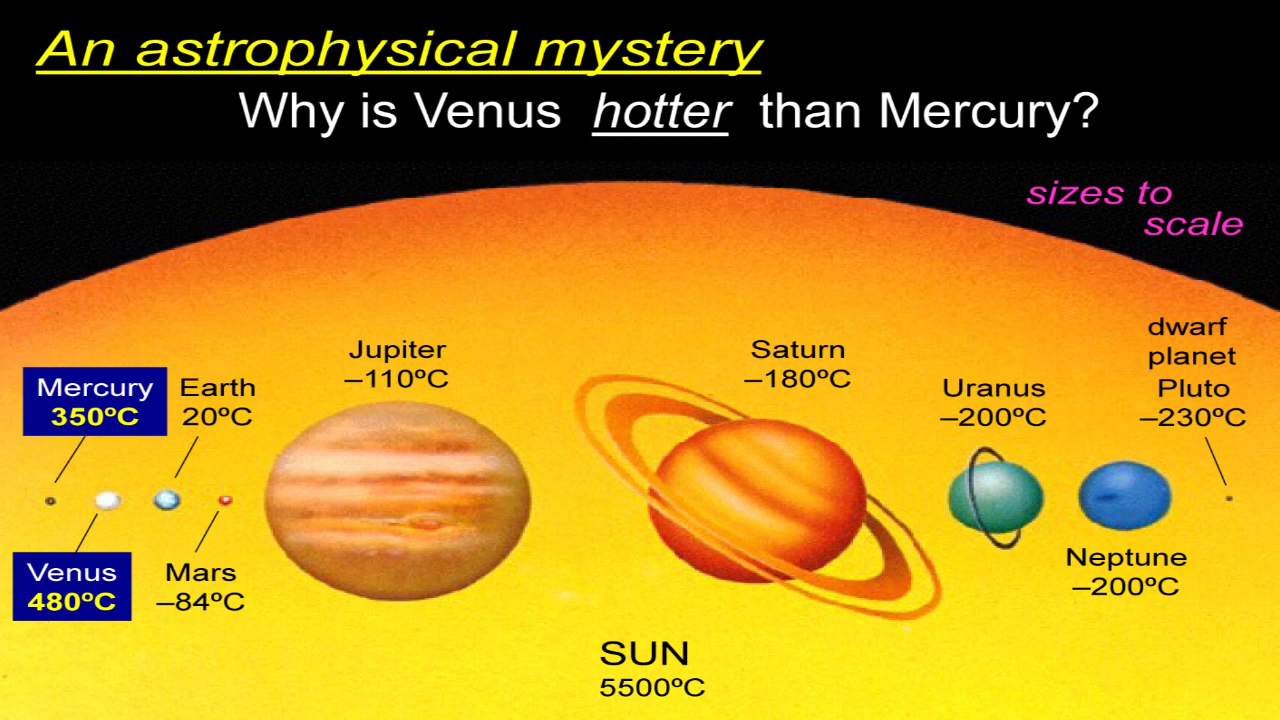 An astrophysical mystery
Why is Venus hotter than Mercury?
sizes to
scale
Mercury
350ºC
Earth
20ºC
Jupiter
–110ºC
Saturn
–180ºC
Uranus
–200ºC
dwarf
planet
Pluto
–230ºC
Venus
480ºC
Mars
–84ºC
Neptune
–200ºC
SUN
5500ºC